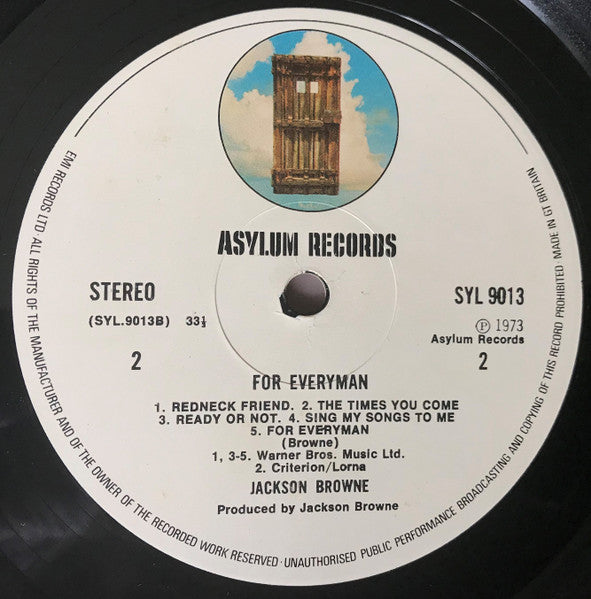 ASYLUM RECORDS
STEREO
(SYL.9013B) 33⅓
2
SYL 9013
Ⓟ 1973
Asylum Records
2
FOR EVERYMAN
1. REDNECK FRIEND. 2. THE TIMES YOU COME
3. READY OR NOT. 4. SING MY SONGS TO ME
5. FOR EVERYMAN
(Browne)
1, 3-5. Warner Bros. Music Ltd.
2. Criterion/Lorna
JACKSON BROWNE
Produced by Jackson Browne
EMI RECORDS LTD · ALL RIGHTS OF THE MANUFACTURER AND OF THE OWNER OF THE RECORDED WORK RESERVED · UNAUTHORISED PUBLIC PERFORMANCE BROADCASTING AND COPYING OF THIS RECORD PROHIBITED MADE IN GT BRITAIN